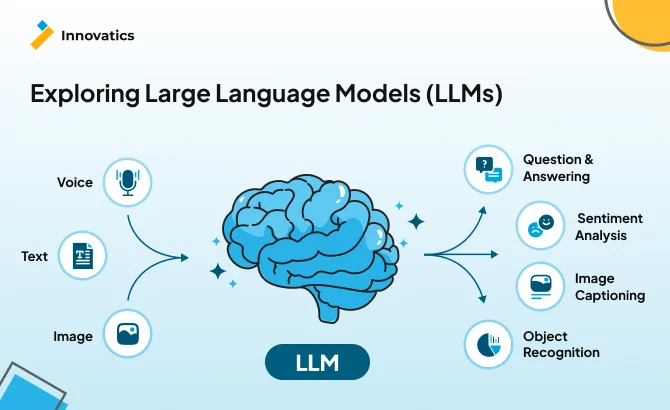 Innovatics
Exploring Large Language Models (LLMs)
Voice
Text
T
Image
LLM
?
Question &
Answering
Sentiment
Analysis
Image
Captioning
Object
Recognition